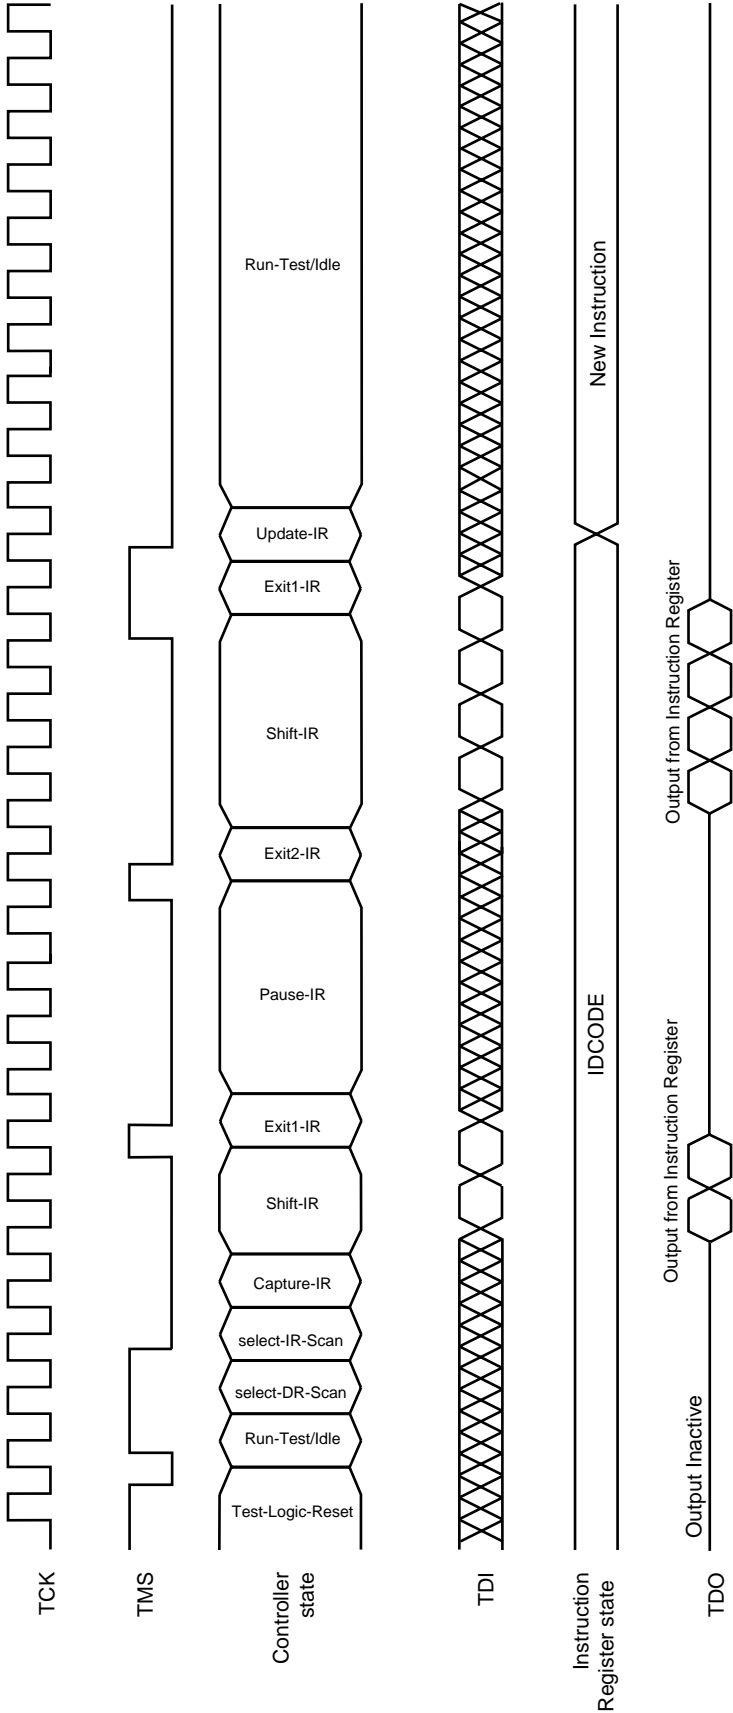 TCK
TMS
Controller
state
TDI
Instruction
Register state
TDO
Test-Logic-Reset
Run-Test/Idle
select-DR-Scan
select-IR-Scan
Capture-IR
Shift-IR
Exit1-IR
Pause-IR
Exit2-IR
Shift-IR
Exit1-IR
Update-IR
Run-Test/Idle
IDCODE
New Instruction
Output Inactive
Output from Instruction Register
Output from Instruction Register